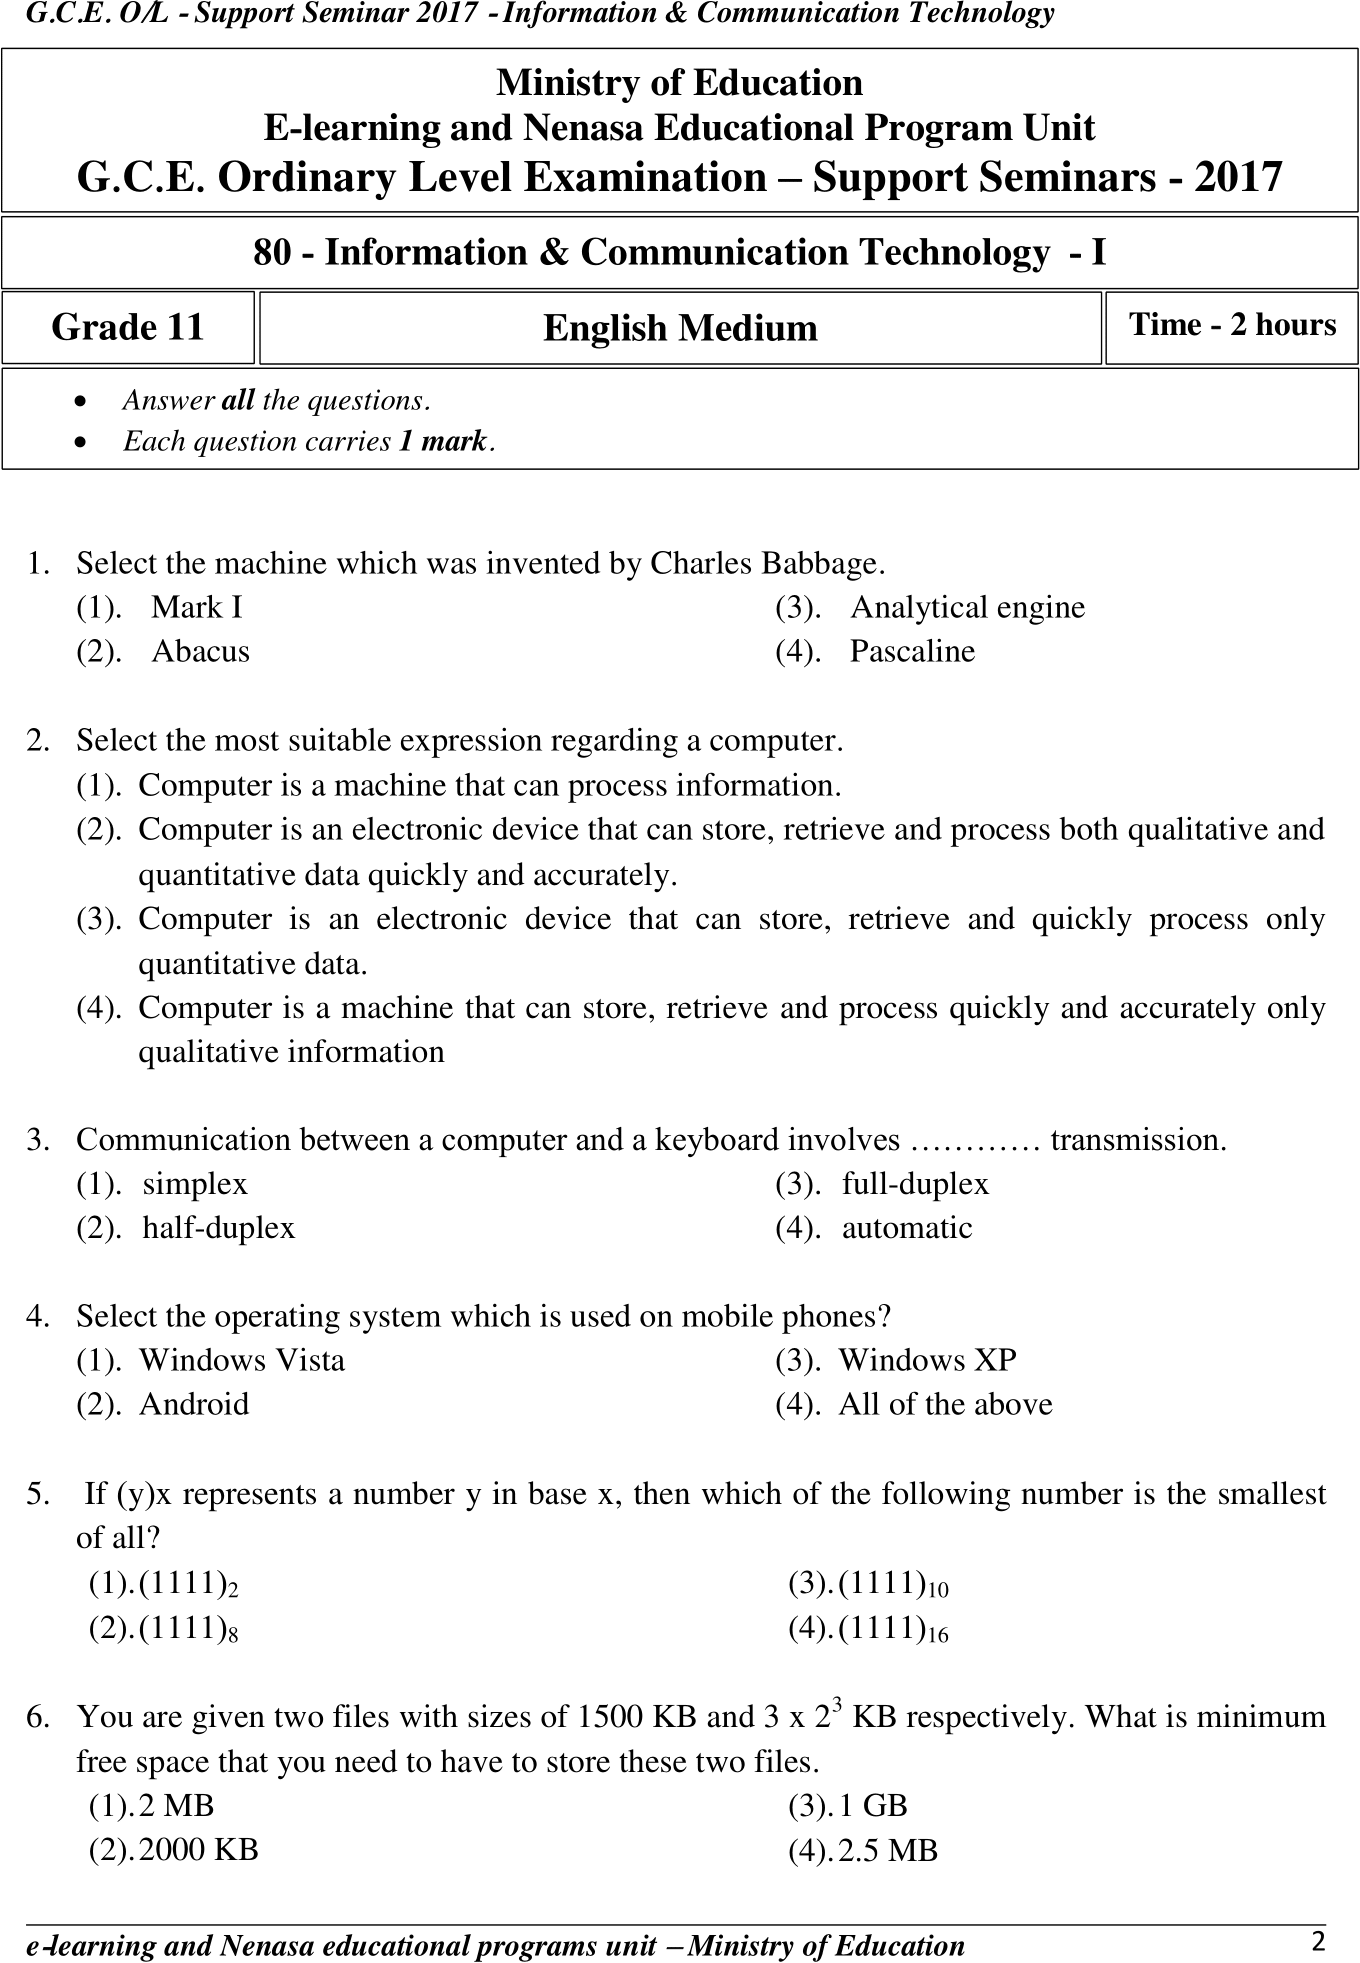 G.C.E. O/L - Support Seminar 2017 - Information & Communication Technology
Ministry of Education
E-learning and Nenasa Educational Program Unit
G.C.E. Ordinary Level Examination – Support Seminars - 2017
80 - Information & Communication Technology - I
Grade 11 English Medium Time - 2 hours
• Answer all the questions.
• Each question carries 1 mark.
1. Select the machine which was invented by Charles Babbage.
(1). Mark I (3). Analytical engine
(2). Abacus (4). Pascaline
2. Select the most suitable expression regarding a computer.
(1). Computer is a machine that can process information.
(2). Computer is an electronic device that can store, retrieve and process both qualitative and
quantitative data quickly and accurately.
(3). Computer is an electronic device that can store, retrieve and quickly process only
quantitative data.
(4). Computer is a machine that can store, retrieve and process quickly and accurately only
qualitative information
3. Communication between a computer and a keyboard involves ………… transmission.
(1). simplex (3). full-duplex
(2). half-duplex (4). automatic
4. Select the operating system which is used on mobile phones?
(1). Windows Vista (3). Windows XP
(2). Android (4). All of the above
5. If (y)x represents a number y in base x, then which of the following number is the smallest
of all?
(1).(1111)₂ (3).(1111)₁₀
(2).(1111)₈ (4).(1111)₁₆
6. You are given two files with sizes of 1500 KB and 3 x 2³ KB respectively. What is minimum
free space that you need to have to store these two files.
(1).2 MB (3).1 GB
(2).2000 KB (4).2.5 MB
e-learning and Nenasa educational programs unit – Ministry of Education 2